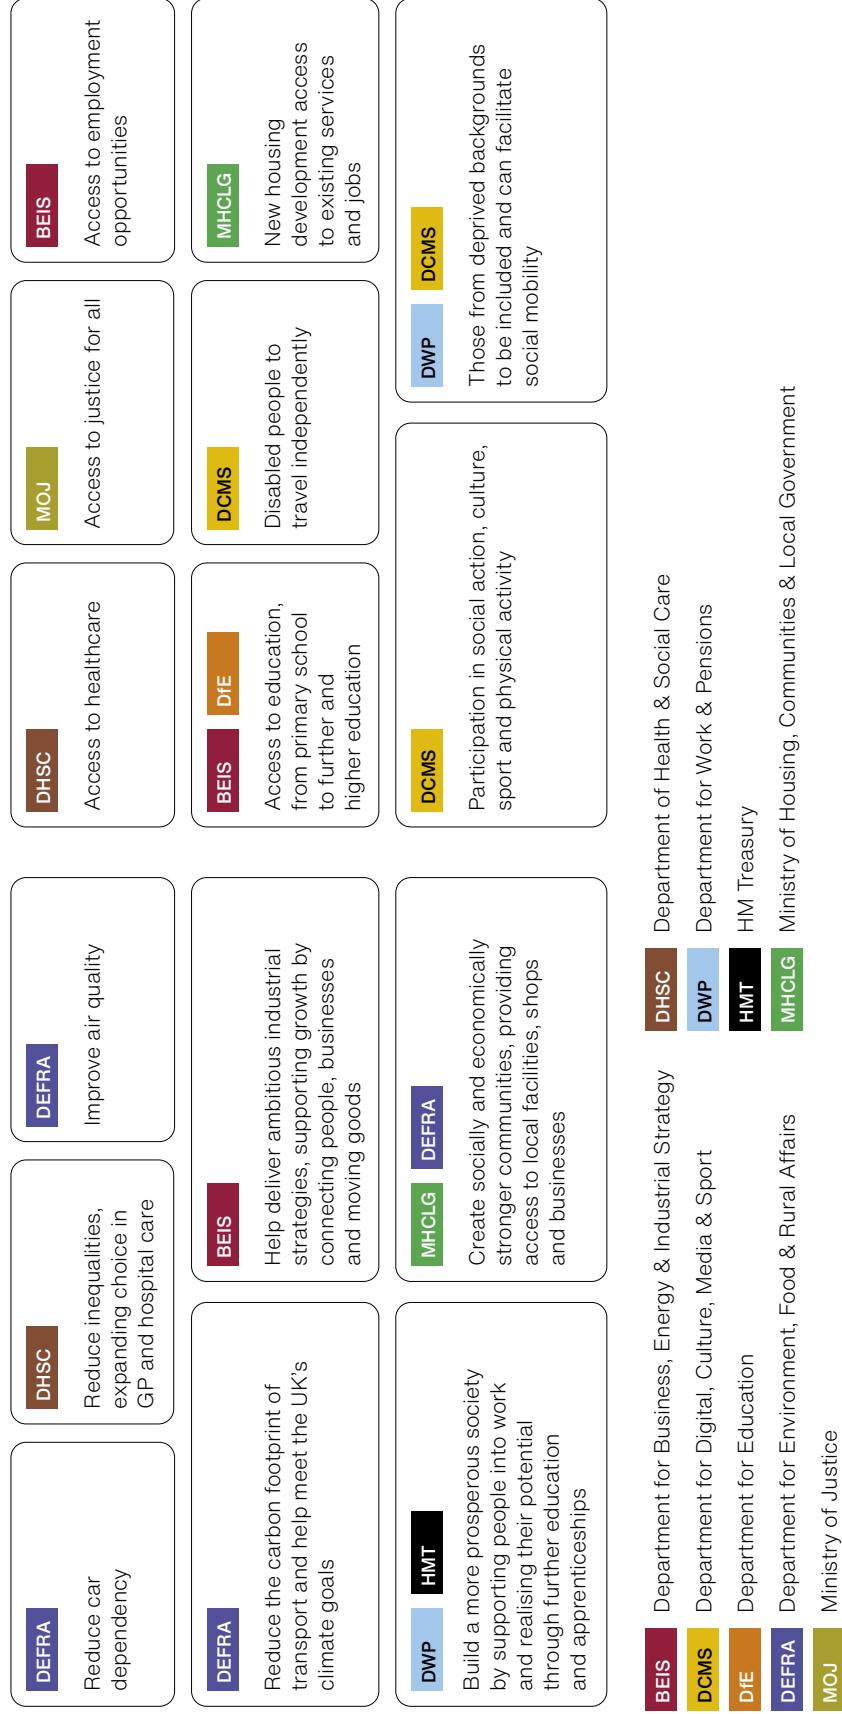 DEFRA
Reduce car
dependency
DHSC
Reduce inequalities,
expanding choice in
GP and hospital care
DEFRA
Improve air quality
DHSC
Access to healthcare
MOJ
Access to justice for all
BEIS
Access to employment
opportunities
DEFRA
Reduce the carbon footprint of
transport and help meet the UK’s
climate goals
BEIS
Help deliver ambitious industrial
strategies, supporting growth by
connecting people, businesses
and moving goods
BEIS DfE
Access to education,
from primary school
to further and
higher education
DCMS
Disabled people to
travel independently
MHCLG
New housing
development access
to existing services
and jobs
DWP HMT
Build a more prosperous society
by supporting people into work
and realising their potential
through further education
and apprenticeships
MHCLG DEFRA
Create socially and economically
stronger communities, providing
access to local facilities, shops
and businesses
DCMS
Participation in social action, culture,
sport and physical activity
DWP DCMS
Those from deprived backgrounds
to be included and can facilitate
social mobility
BEIS Department for Business, Energy & Industrial Strategy
DCMS Department for Digital, Culture, Media & Sport
DfE Department for Education
DEFRA Department for Environment, Food & Rural Affairs
MOJ Ministry of Justice
DHSC Department of Health & Social Care
DWP Department for Work & Pensions
HMT HM Treasury
MHCLG Ministry of Housing, Communities & Local Government